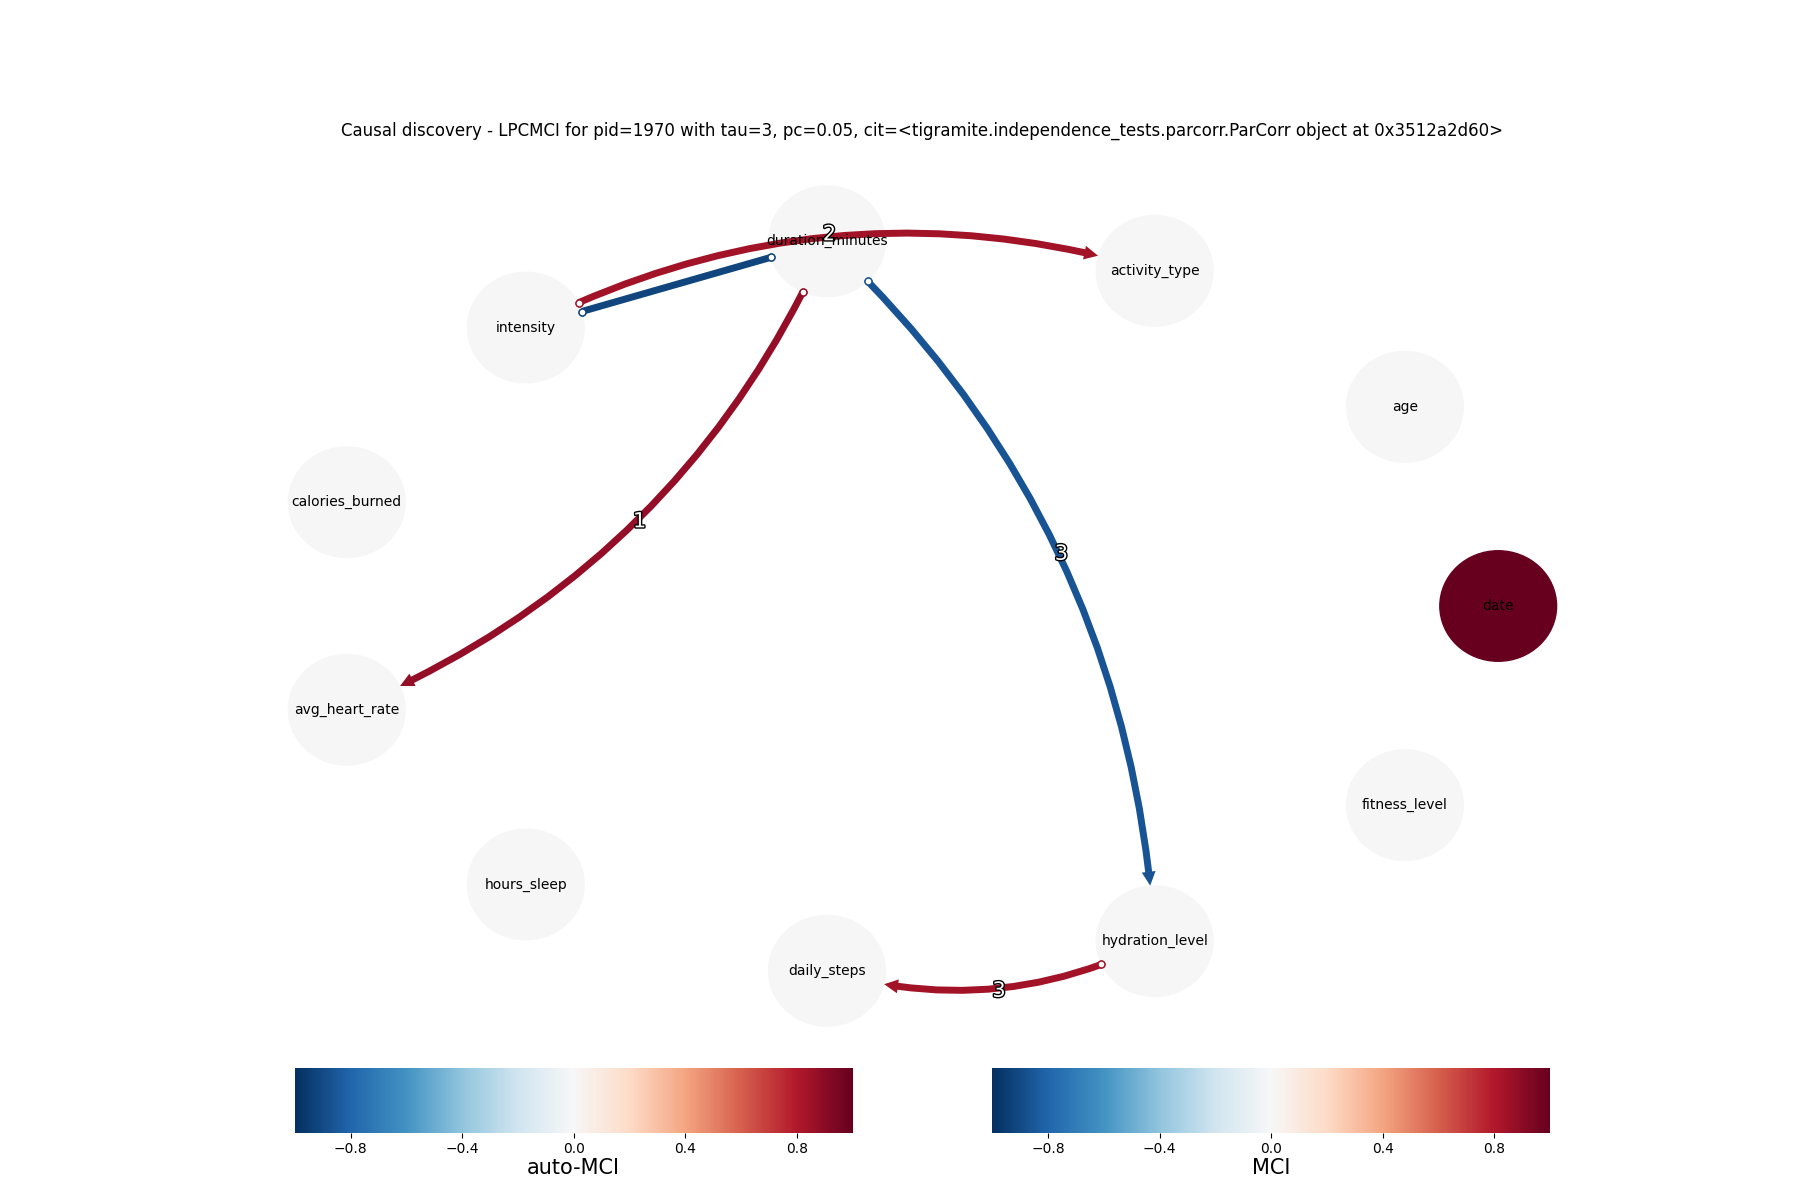 Causal discovery - LPCMCI for pid=1970 with tau=3, pc=0.05, cit=<tigramite.independence_tests.parcorr.ParCorr object at 0x3512a2d60>
2
duration_minutes
activity_type
intensity
age
calories_burned
1
3
date
avg_heart_rate
fitness_level
hours_sleep
hydration_level
daily_steps
3
−0.8 −0.4 0.0 0.4 0.8
auto-MCI
−0.8 −0.4 0.0 0.4 0.8
MCI